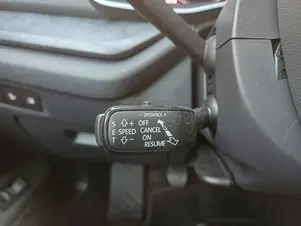 - DISTANCE +
S + OFF
E SPEED CANCEL
T - ON
RESUME